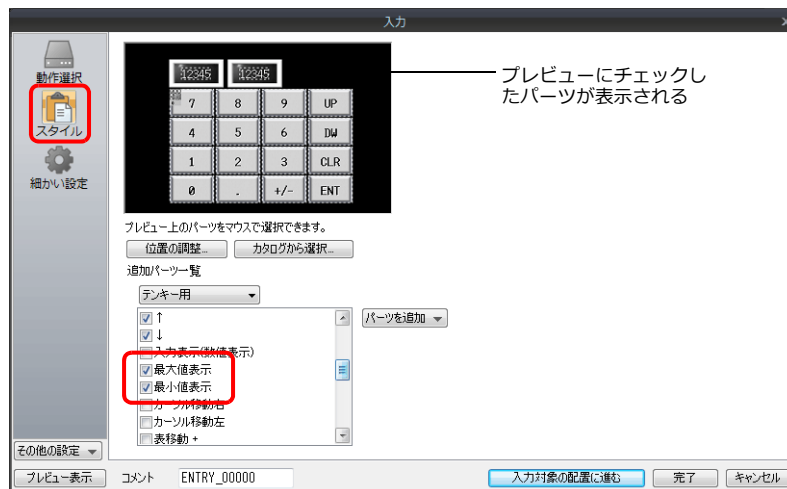 入力
動作選択
スタイル
細かい設定
12345 12345
7 8 9 UP
4 5 6 DW
1 2 3 CLR
0 . +/- ENT
プレビューにチェックし
たパーツが表示される
プレビュー上のパーツをマウスで選択できます。
位置の調整... カタログから選択...
追加パーツ一覧
テンキー用
↑
↓
入力表示(数値表示)
最大値表示
最小値表示
カーソル移動右
カーソル移動左
表移動 +
パーツを追加
その他の設定
プレビュー表示 コメント ENTRY_00000 入力対象の配置に進む 完了 キャンセル